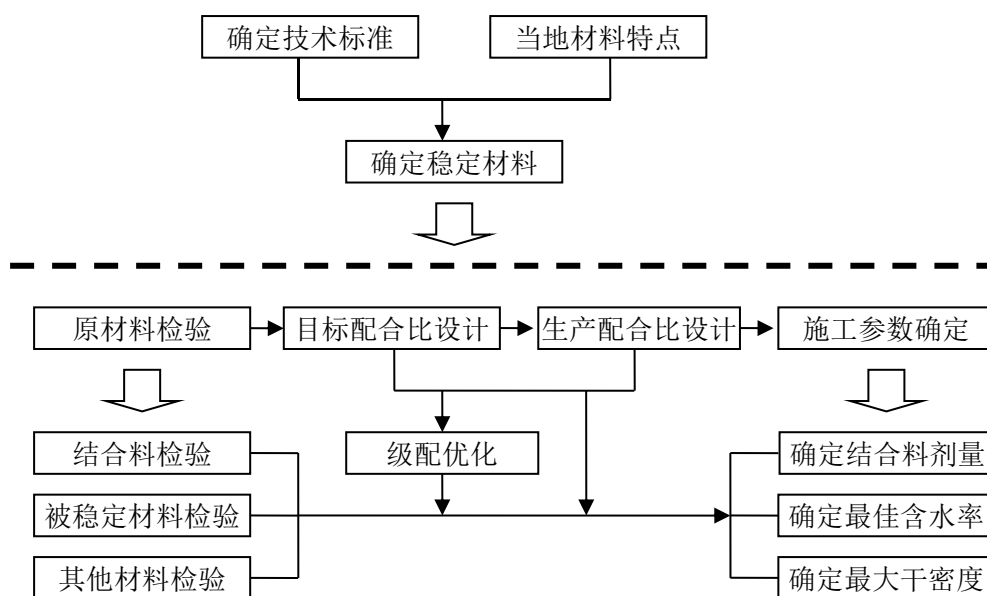 确定技术标准
当地材料特点
确定稳定材料
原材料检验
目标配合比设计
生产配合比设计
施工参数确定
结合料检验
级配优化
确定结合料剂量
被稳定材料检验
确定最佳含水率
其他材料检验
确定最大干密度